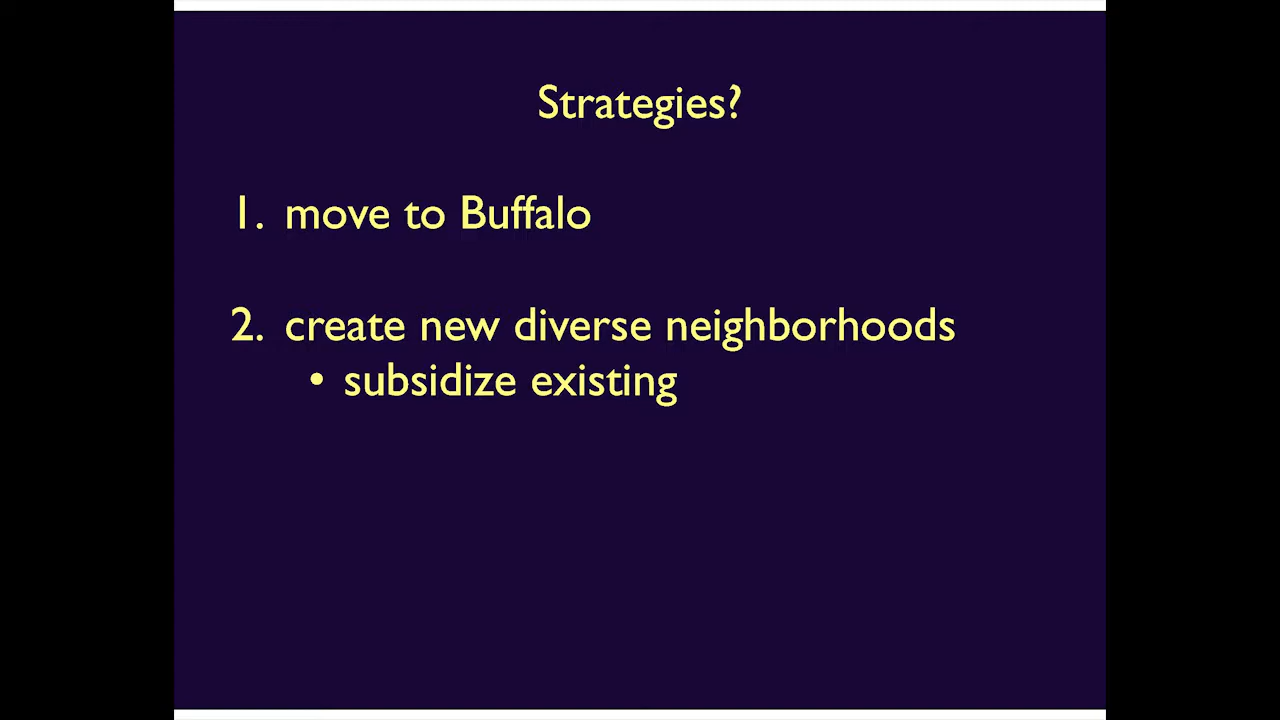 Strategies?
1. move to Buffalo
2. create new diverse neighborhoods
• subsidize existing